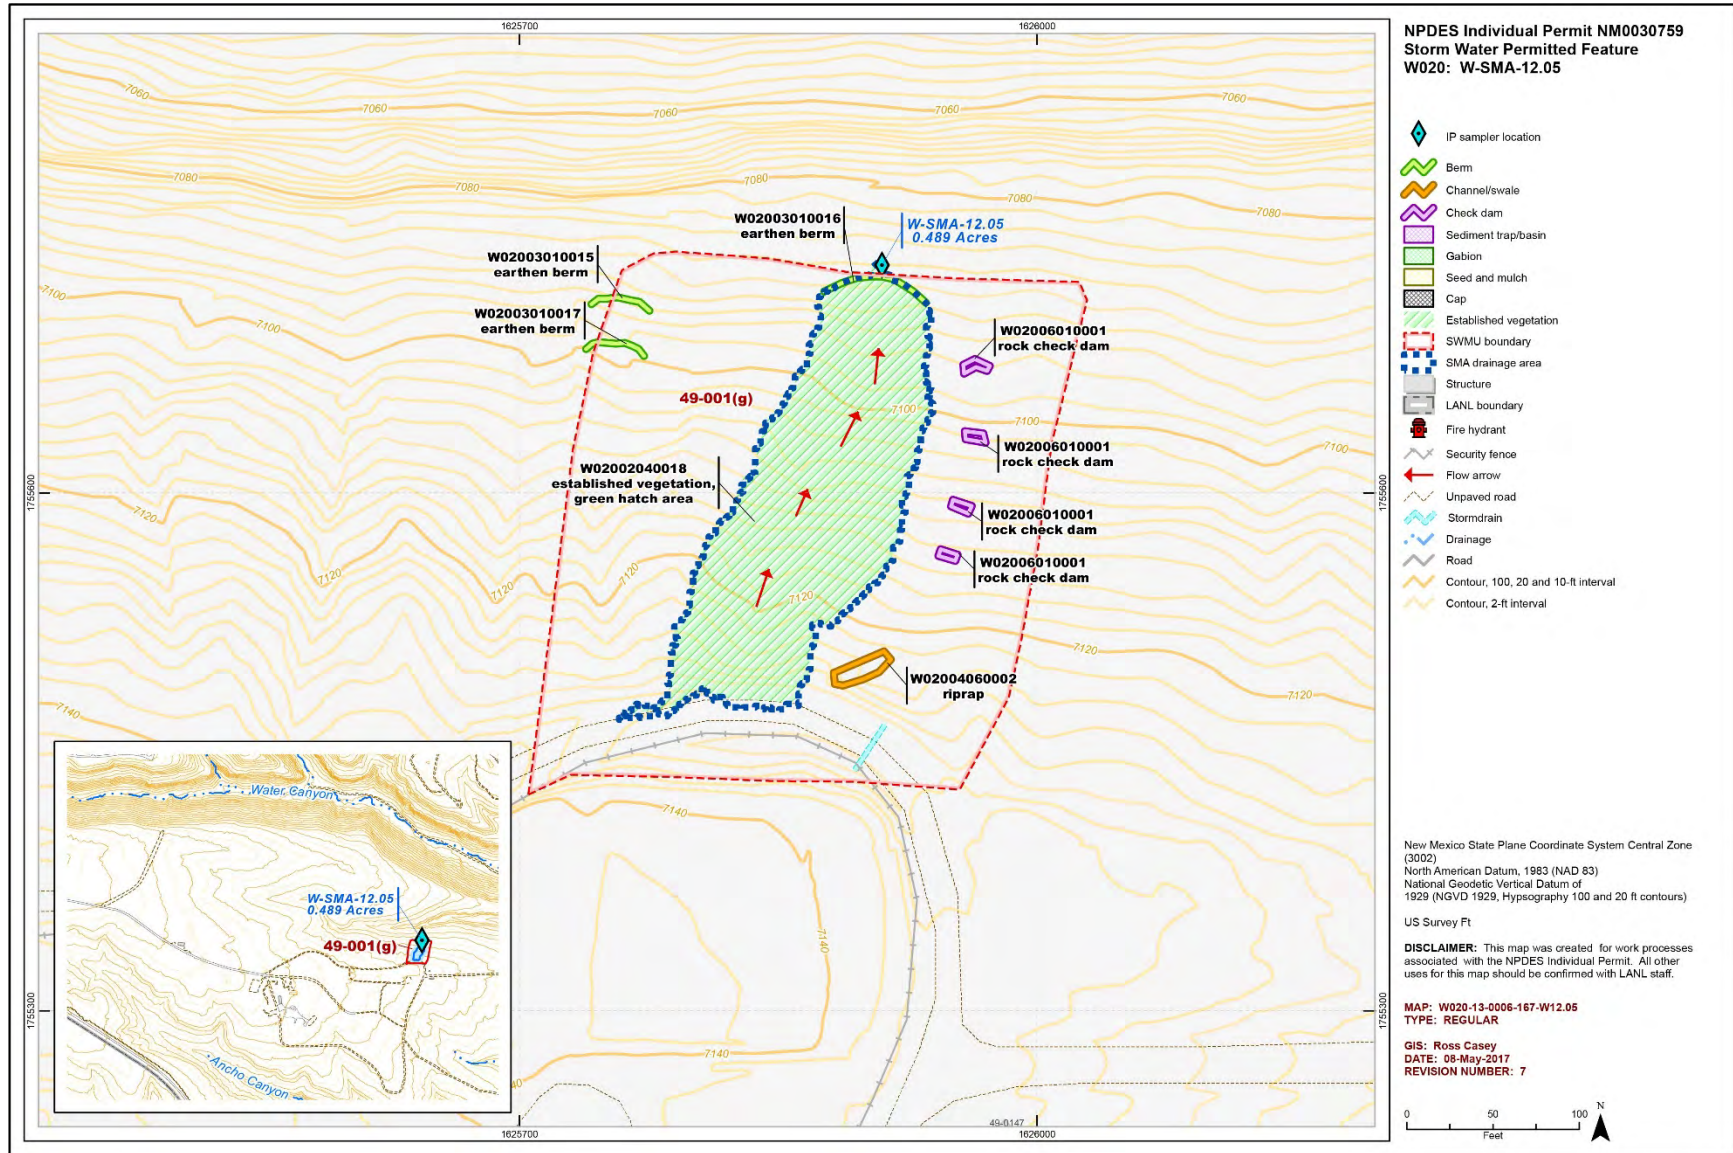 1625700
1626000
NPDES Individual Permit NM0030759
Storm Water Permitted Feature
W020: W-SMA-12.05
7060
7060
7060
7060
7060
7080
7080
7080
7080
7080
W02003010016
earthen berm
W-SMA-12.05
0.489 Acres
W02003010015
earthen berm
W02003010017
earthen berm
7100
7100
W02006010001
rock check dam
49-001(g)
7100
7100
7100
W02006010001
rock check dam
W02002040018
established vegetation,
green hatch area
1755600
1755600
W02006010001
rock check dam
7120
W02006010001
rock check dam
7120
7120
7120
7120
7120
7120
W02004060002
riprap
7140
7140
7140
7140
Water Canyon
W-SMA-12.05
0.489 Acres
49-001(g)
Ancho Canyon
1755300
1755300
49-0147
1625700
1626000
IP sampler location
Berm
Channel/swale
Check dam
Sediment trap/basin
Gabion
Seed and mulch
Cap
Established vegetation
SWMU boundary
SMA drainage area
Structure
LANL boundary
Fire hydrant
Security fence
Flow arrow
Unpaved road
Stormdrain
Drainage
Road
Contour, 100, 20 and 10-ft interval
Contour, 2-ft interval
New Mexico State Plane Coordinate System Central Zone
(3002)
North American Datum, 1983 (NAD 83)
National Geodetic Vertical Datum of
1929 (NGVD 1929, Hypsography 100 and 20 ft contours)
US Survey Ft
DISCLAIMER: This map was created for work processes
associated with the NPDES Individual Permit. All other
uses for this map should be confirmed with LANL staff.
MAP: W020-13-0006-167-W12.05
TYPE: REGULAR
GIS: Ross Casey
DATE: 08-May-2017
REVISION NUMBER: 7
0 50 100
Feet
N